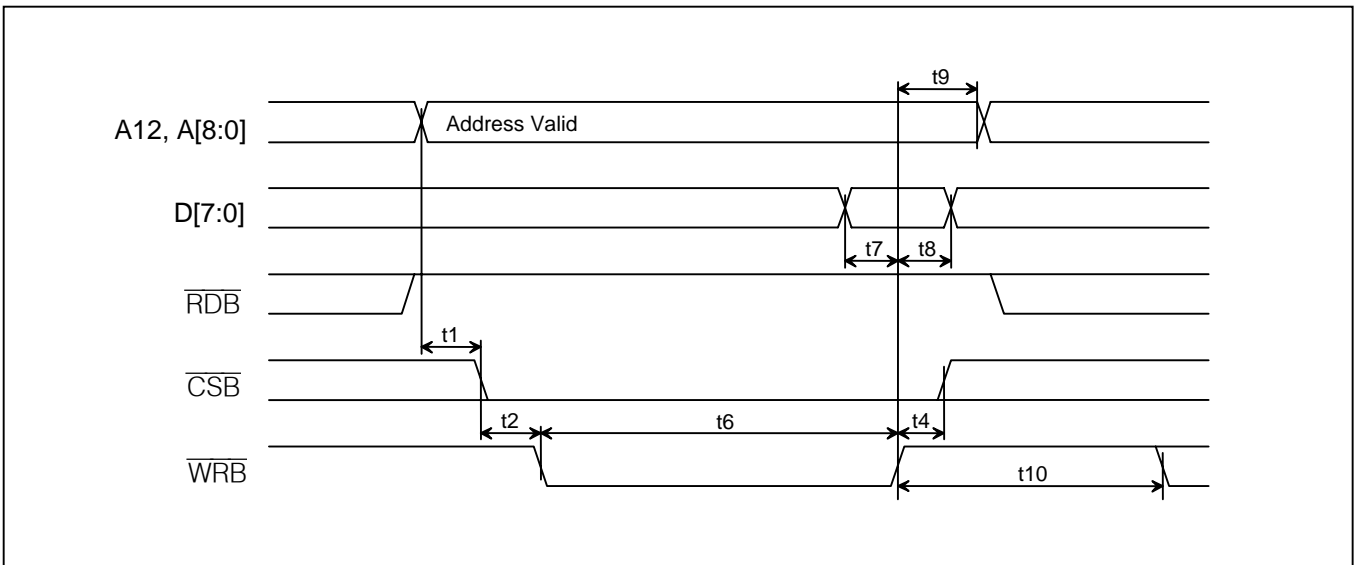 t9
A12, A[8:0]
Address Valid
D[7:0]
t7
t8
RDB
t1
CSB
t2
t6
t4
WRB
t10